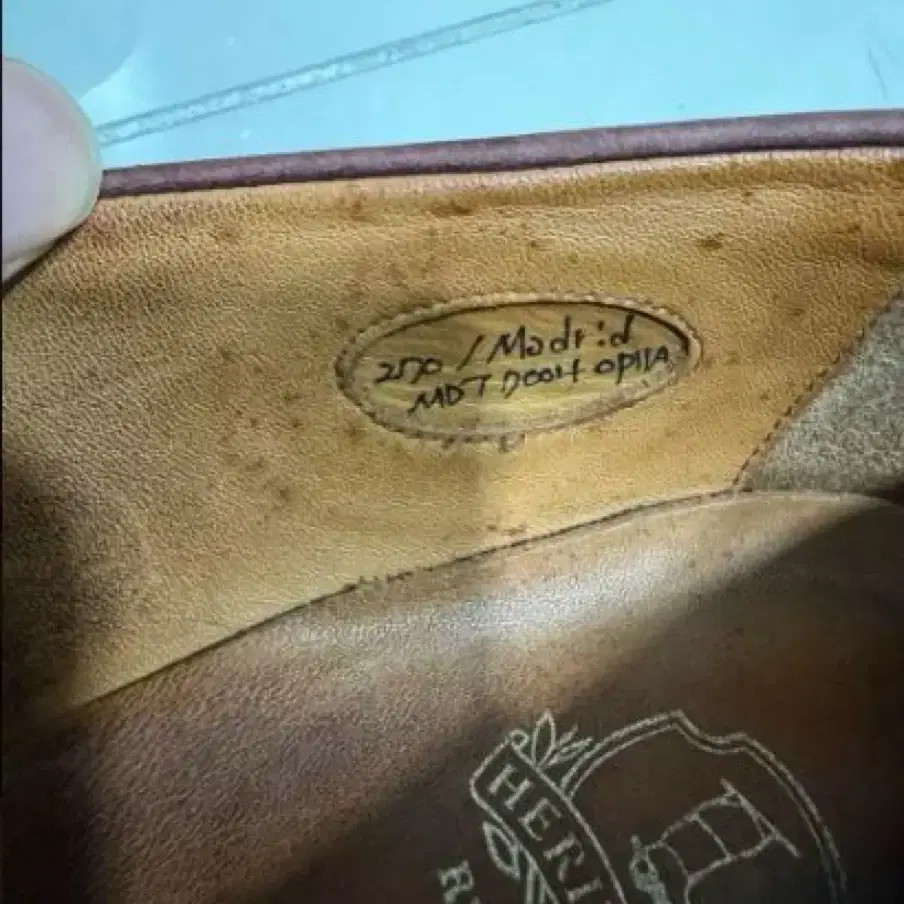 250 / Madrid
MDT D004 OPIIA
HERI
R